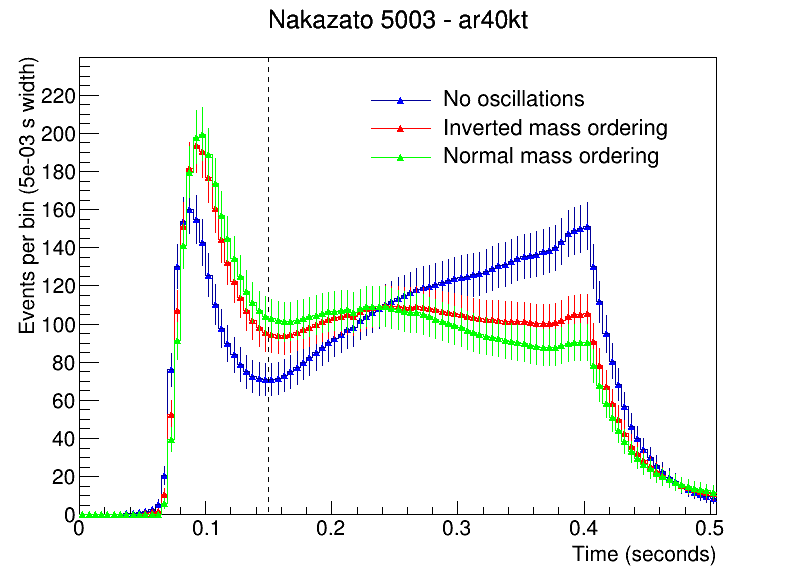 Nakazato 5003 - ar40kt
Events per bin (5e-03 s width)
220
200
180
160
140
120
100
80
60
40
20
0
No oscillations
Inverted mass ordering
Normal mass ordering
0 0.1 0.2 0.3 0.4 0.5
Time (seconds)